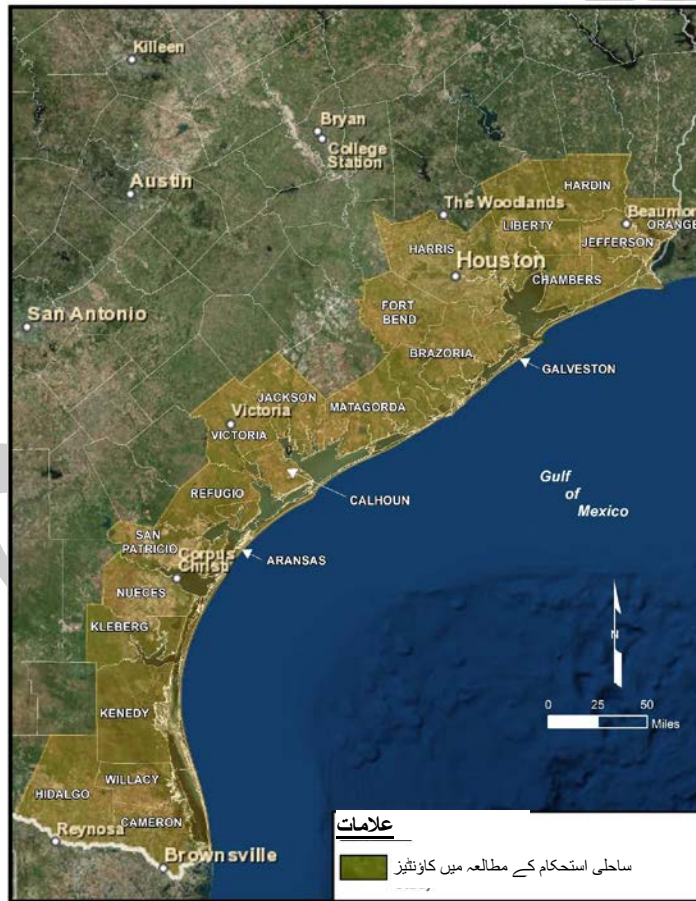 Killeen
Bryan
College
Station
Austin
HARDIN
The Woodlands
Beaumon
ORANGE
LIBERTY
JEFFERSON
HARRIS
Houston
CHAMBERS
San Antonio
FORT
BEND
BRAZORIA
GALVESTON
JACKSON
MATAGORDA
Victoria
VICTORIA
REFUGIO
CALHOUN
Gulf
of
Mexico
SAN
PATRICIO
Corpus
Christi
ARANSAS
NUECES
KLEBERG
N
KENEDY
0 25 50
Miles
WILLACY
HIDALGO
CAMERON
Reynosa
Brownsville
علامات
ساحلی استحکام کے مطالعہ میں کاؤنٹیز